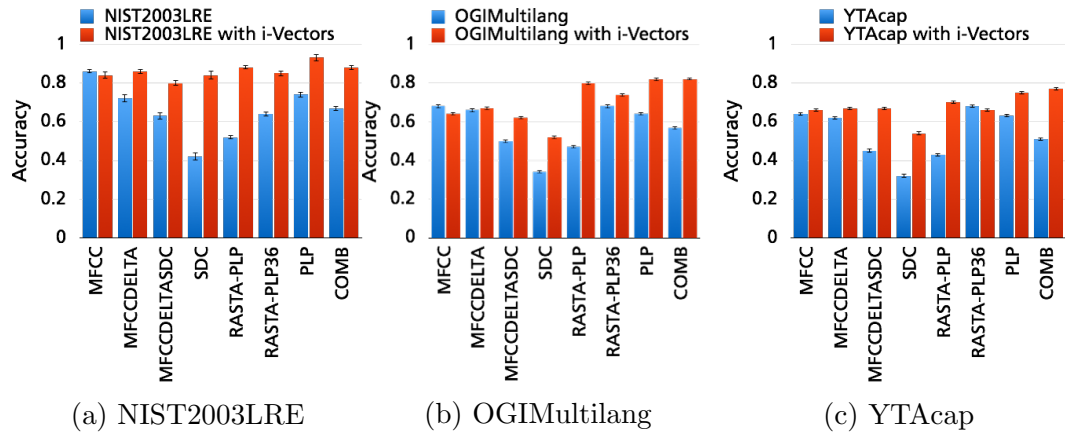 NIST2003LRE
NIST2003LRE with i-Vectors
1
0.8
0.6
0.4
0.2
0
Accuracy
MFCC
MFCCDELTA
MFCCDELTASDC
SDC
RASTA-PLP
RASTA-PLP36
PLP
COMB
(a) NIST2003LRE
OGIMultilang
OGIMultilang with i-Vectors
1
0.8
0.6
0.4
0.2
0
Accuracy
MFCC
MFCCDELTA
MFCCDELTASDC
SDC
RASTA-PLP
RASTA-PLP36
PLP
COMB
(b) OGIMultilang
YTAcap
YTAcap with i-Vectors
1
0.8
0.6
0.4
0.2
0
Accuracy
MFCC
MFCCDELTA
MFCCDELTASDC
SDC
RASTA-PLP
RASTA-PLP36
PLP
COMB
(c) YTAcap